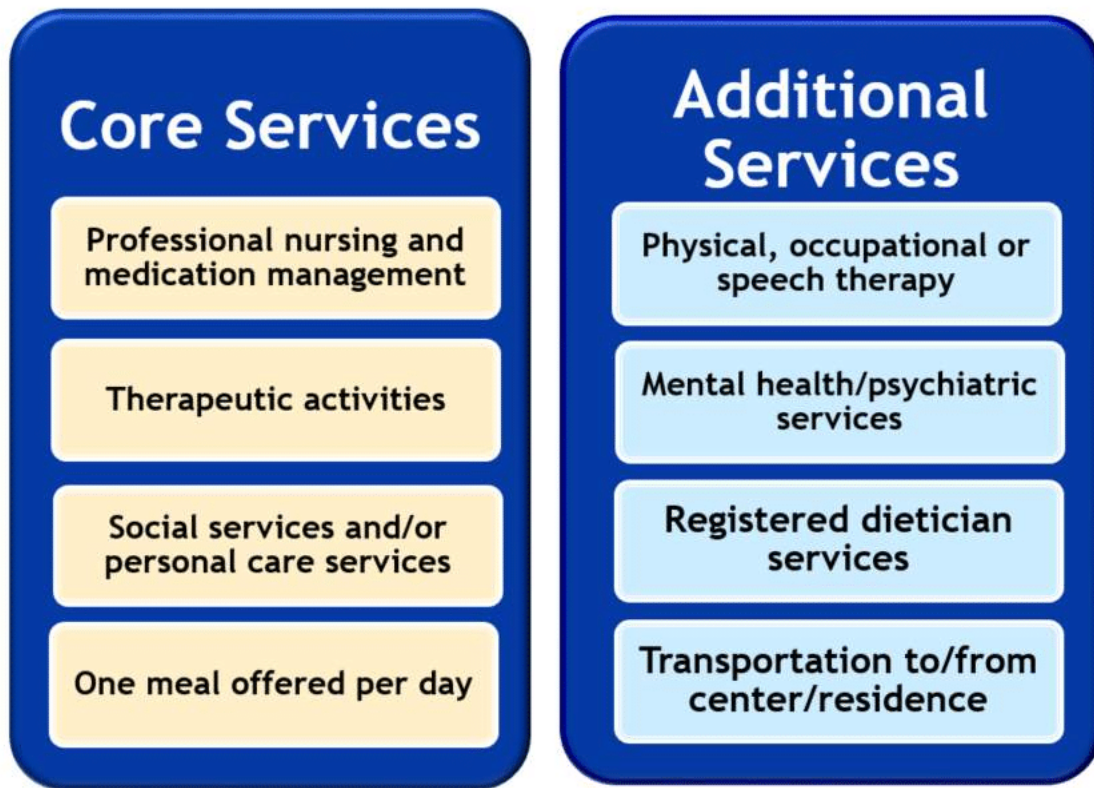 Core Services
Professional nursing and
medication management
Therapeutic activities
Social services and/or
personal care services
One meal offered per day
Additional
Services
Physical, occupational or
speech therapy
Mental health/psychiatric
services
Registered dietician
services
Transportation to/from
center/residence